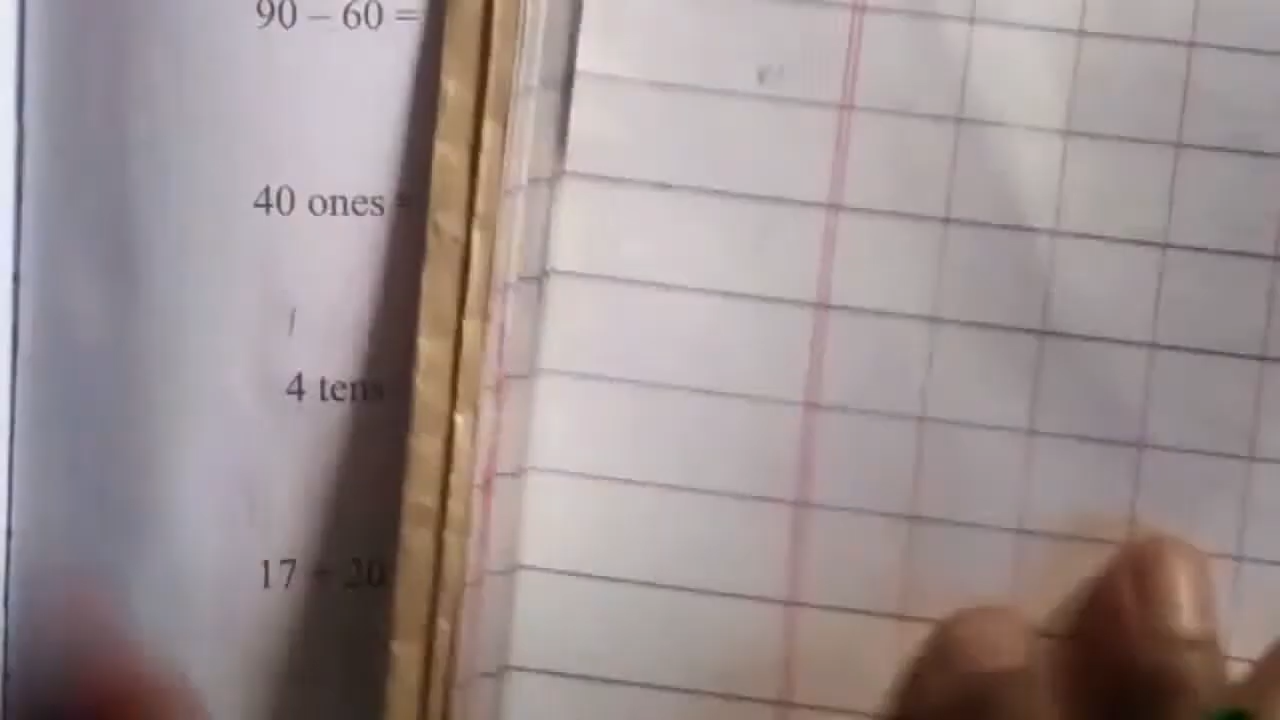 90 – 60 =
40 ones =
4 tens
17 + 20